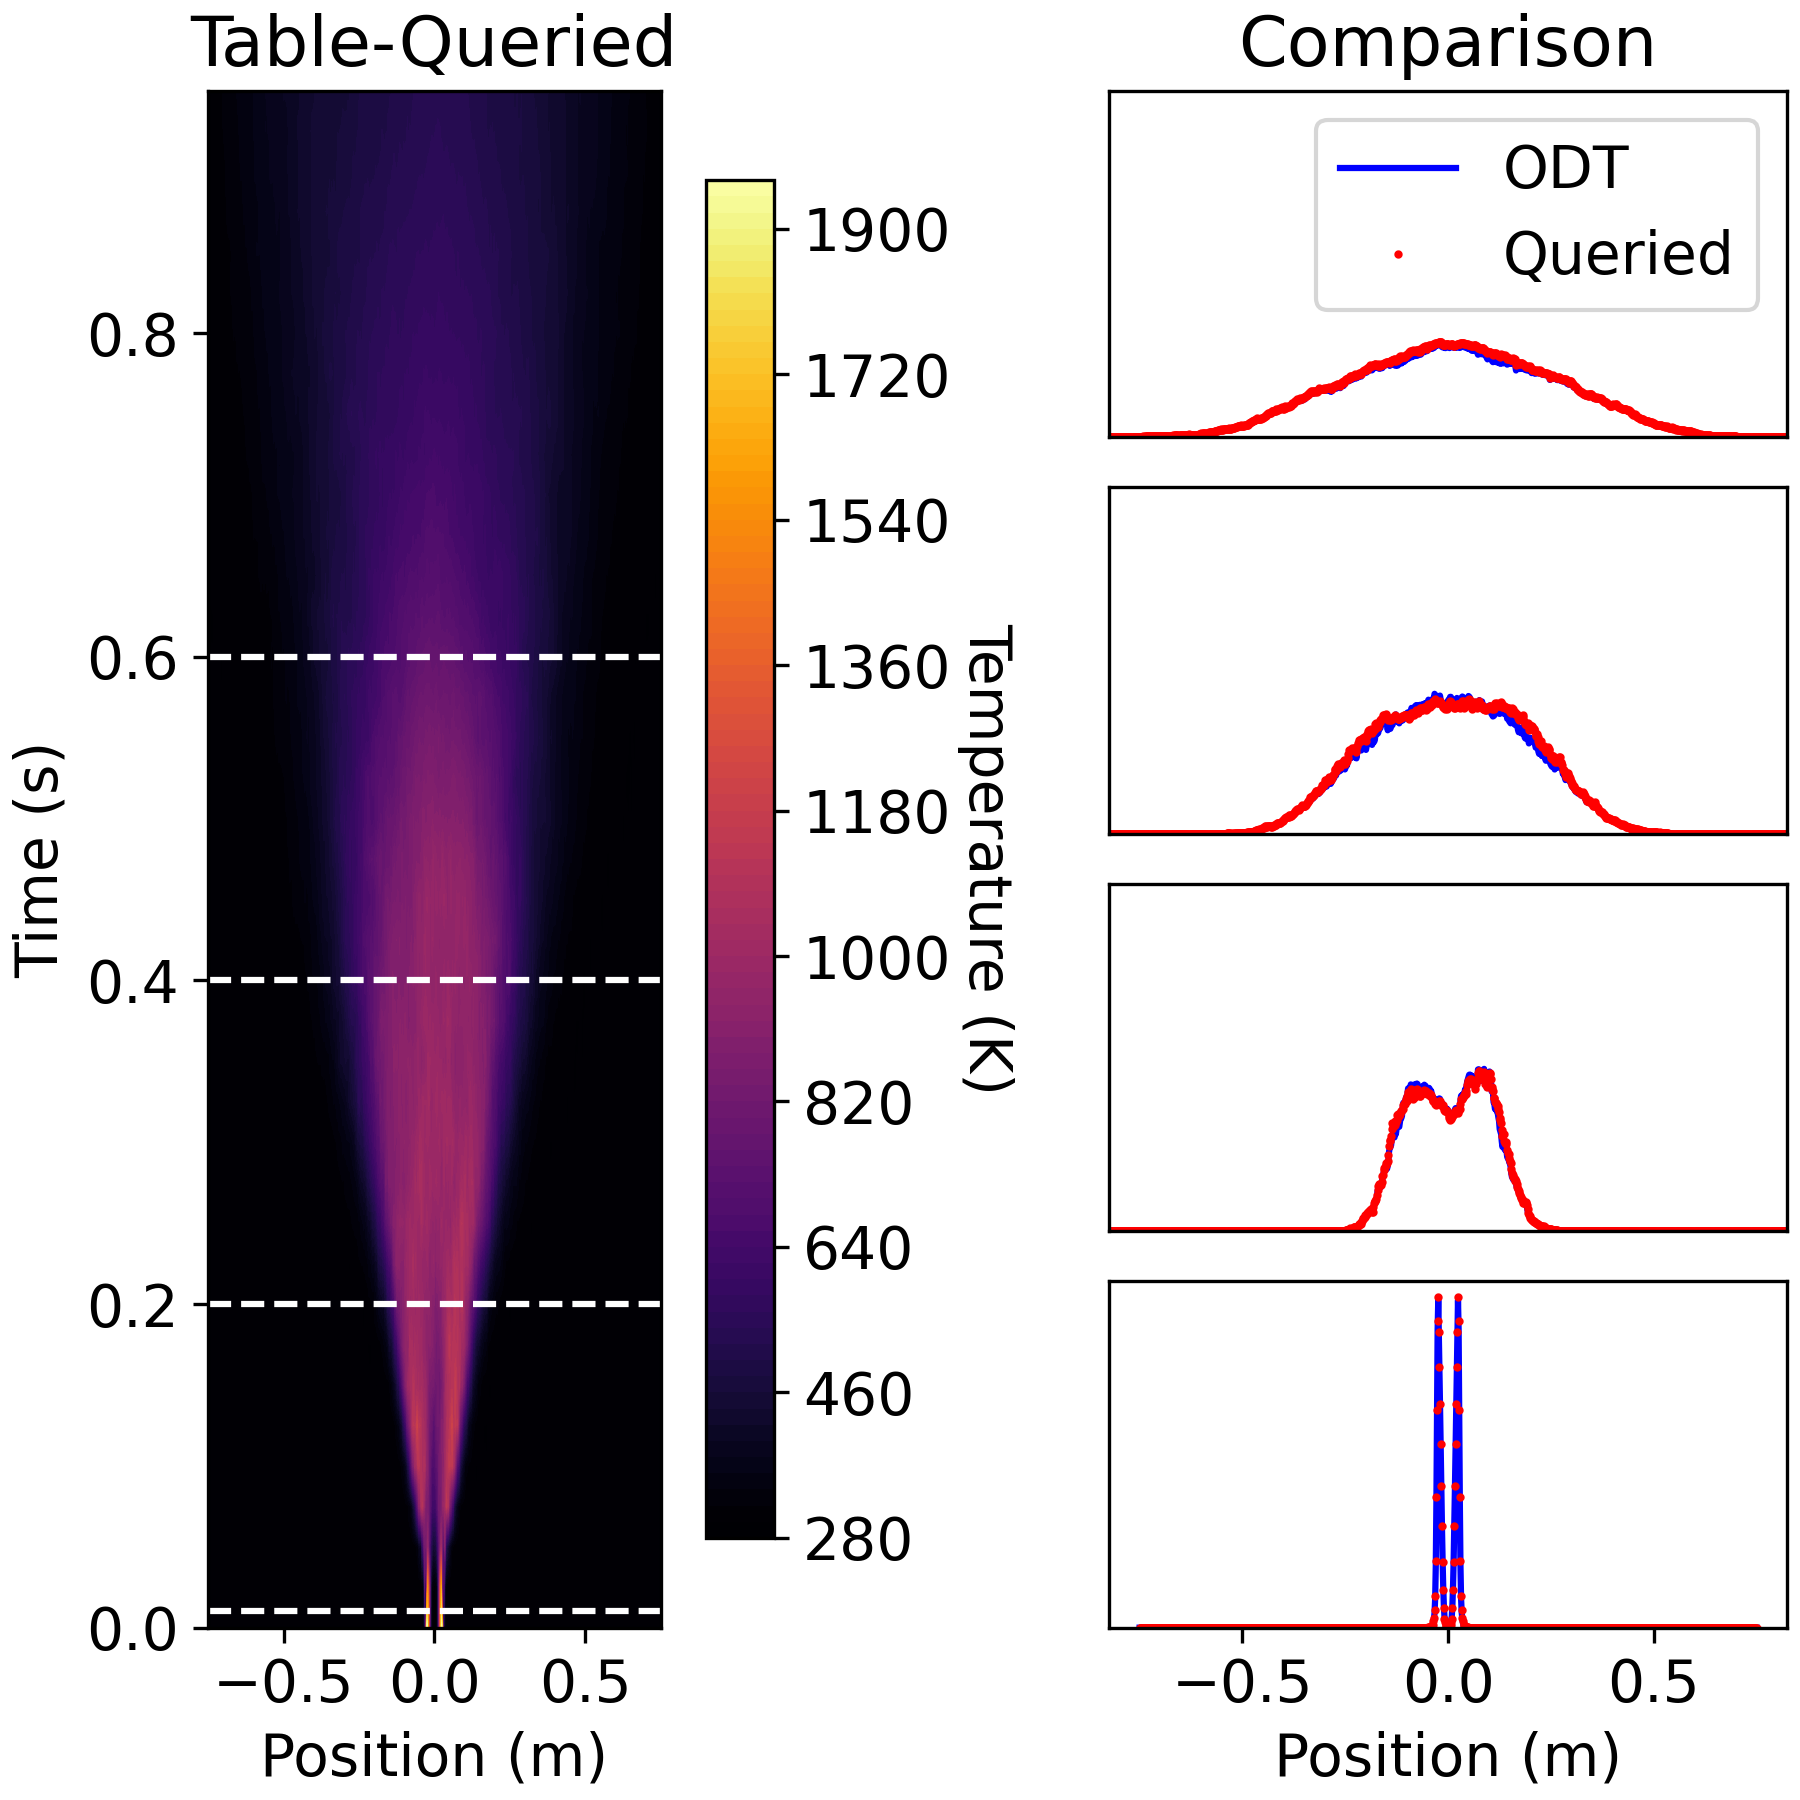 Table-Queried
Time (s)
0.8
0.6
0.4
0.2
0.0
−0.5 0.0 0.5
Position (m)
1900
1720
1540
1360
1180
1000
820
640
460
280
Temperature (K)
Comparison
ODT
Queried
−0.5 0.0 0.5
Position (m)